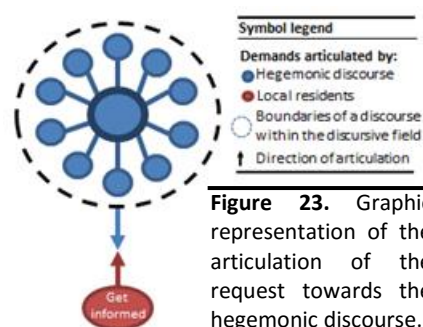 Symbol legend
Demands articulated by:
Hegemonic discourse
Local residents
Boundaries of a discourse
within the discursive field
Direction of articulation
Figure 23. Graphic
representation of the
articulation of the
request towards the
hegemonic discourse.
Get
informed